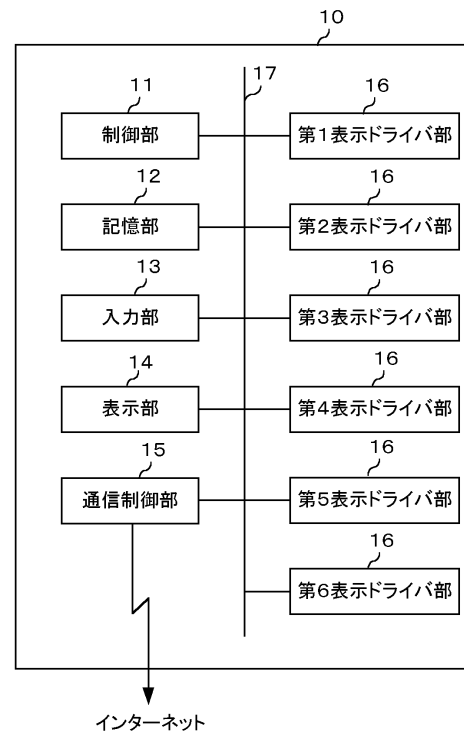 10
17
11
制御部
12
記憶部
13
入力部
14
表示部
15
通信制御部
16
第1表示ドライバ部
16
第2表示ドライバ部
16
第3表示ドライバ部
16
第4表示ドライバ部
16
第5表示ドライバ部
16
第6表示ドライバ部
インターネット